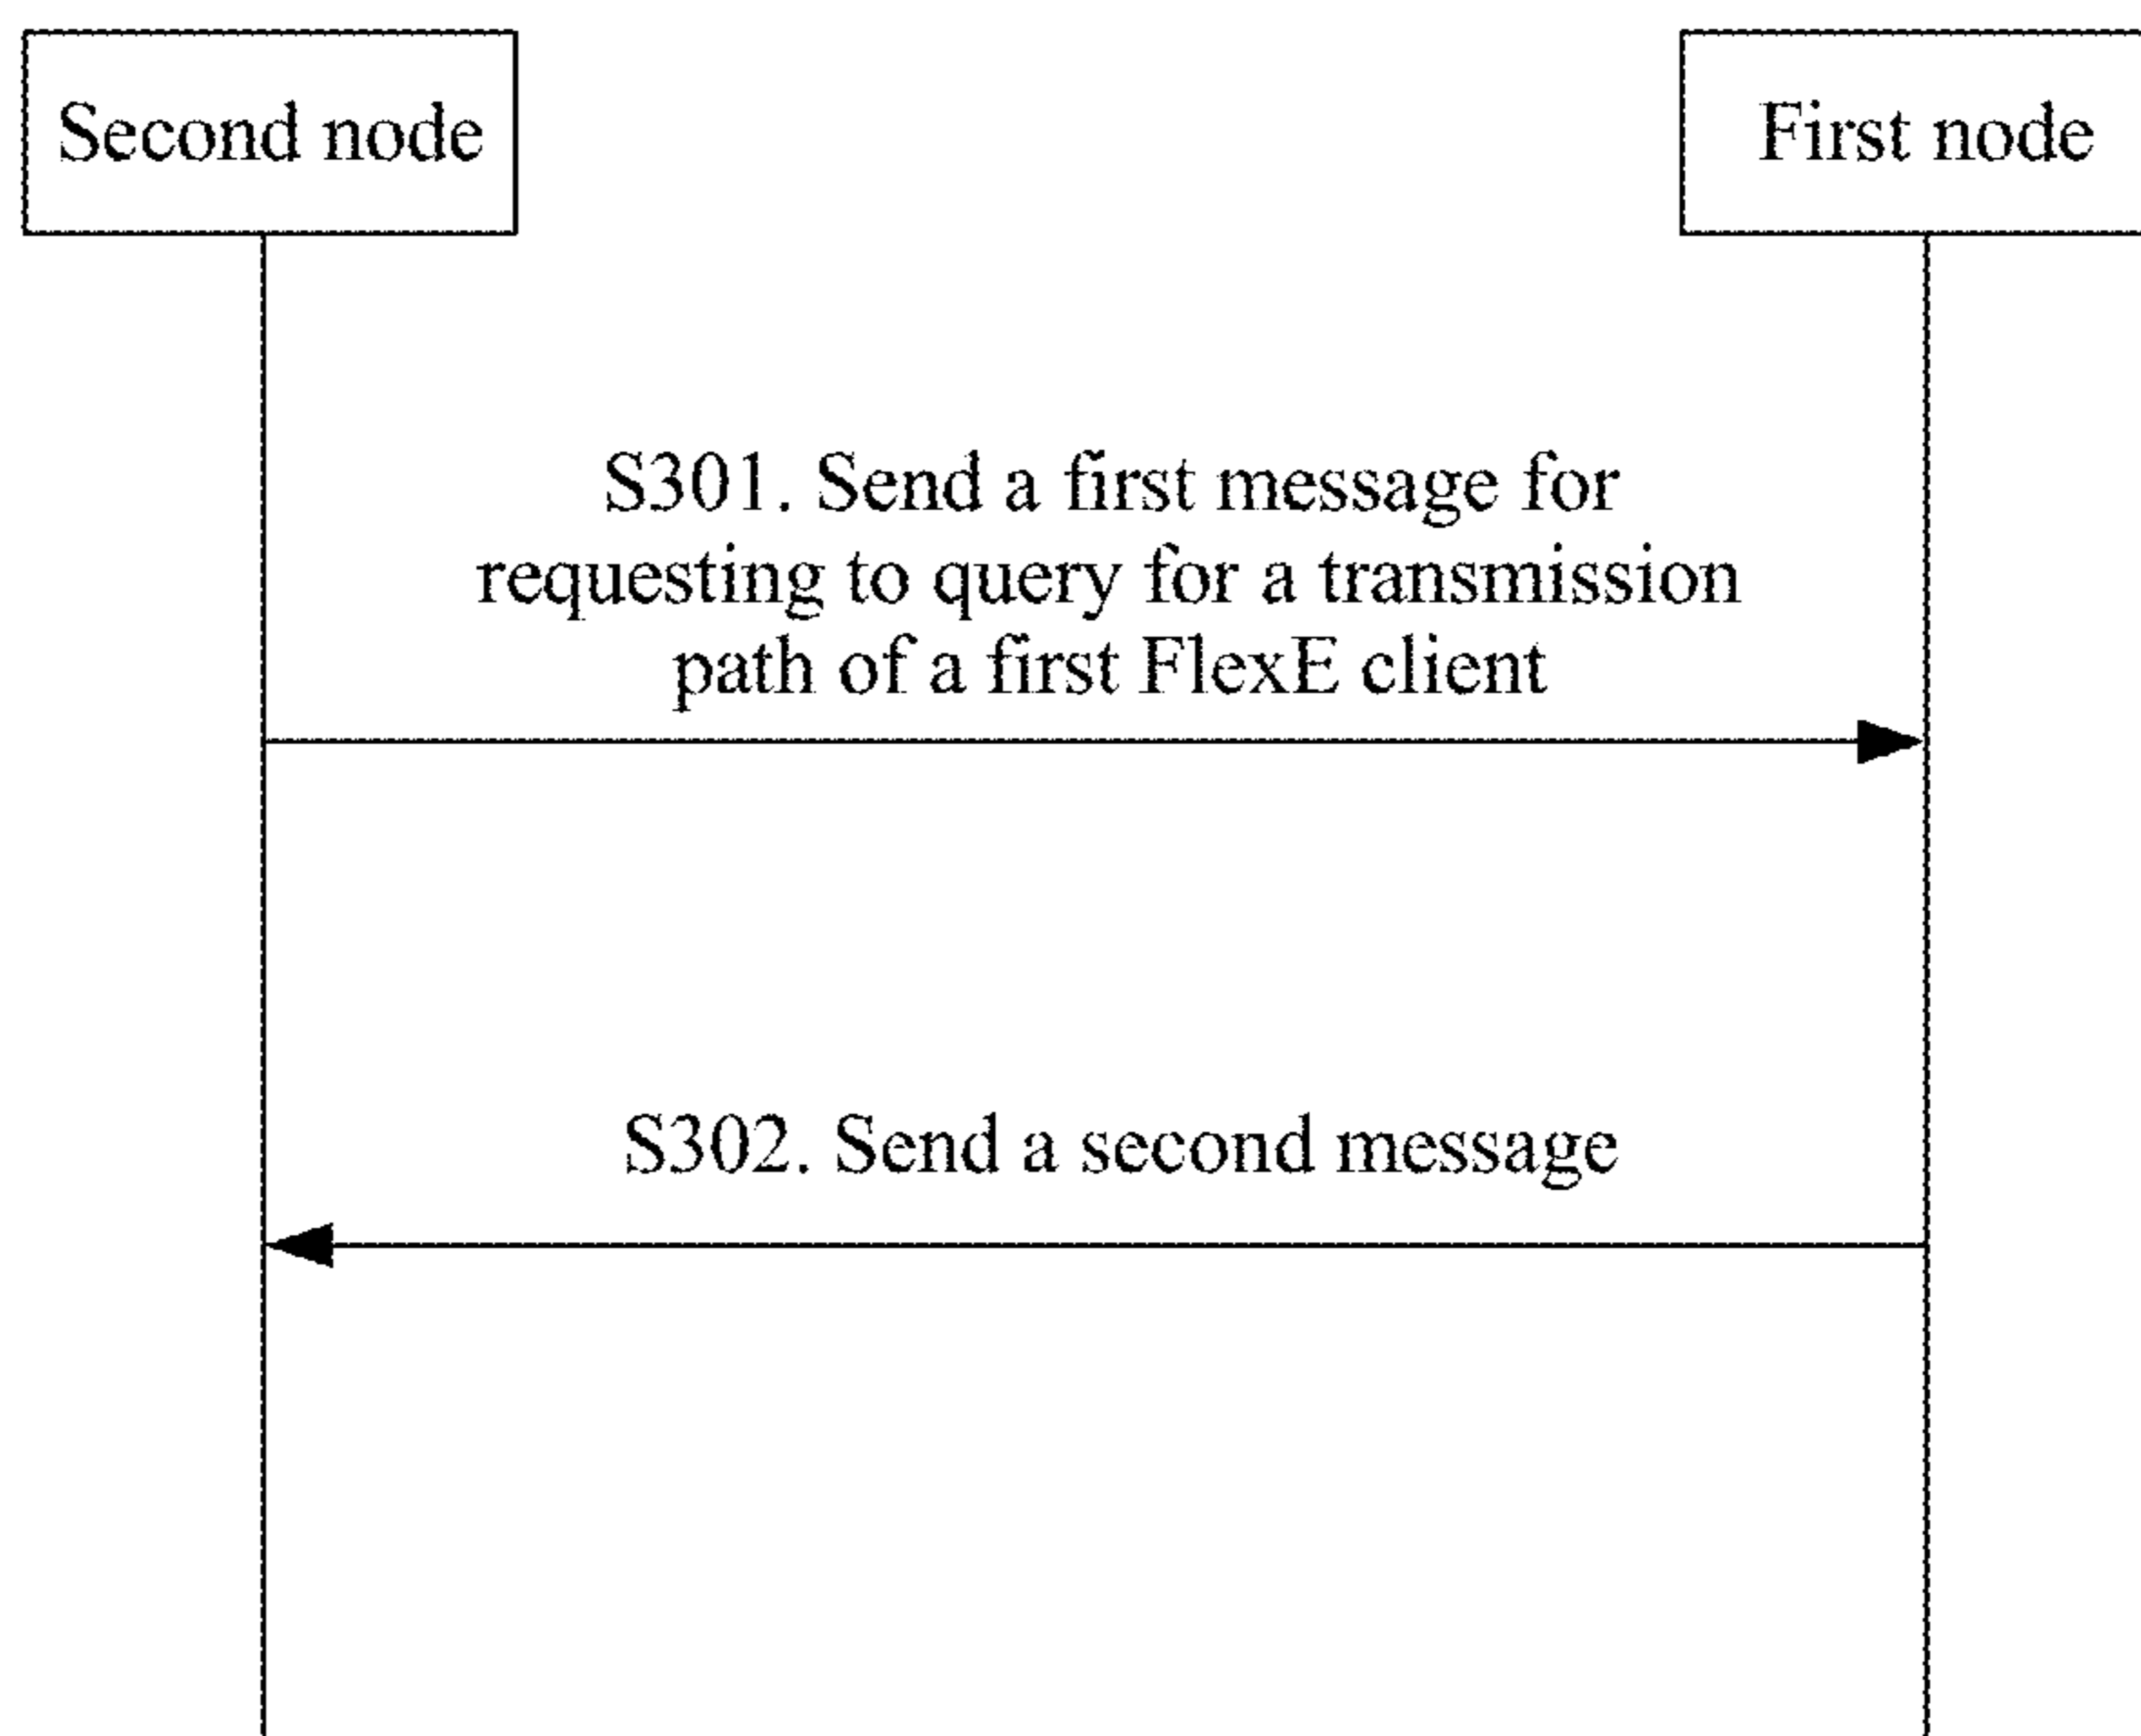 Second node
First node
S301. Send a first message for
requesting to query for a transmission
path of a first FlexE client
S302. Send a second message